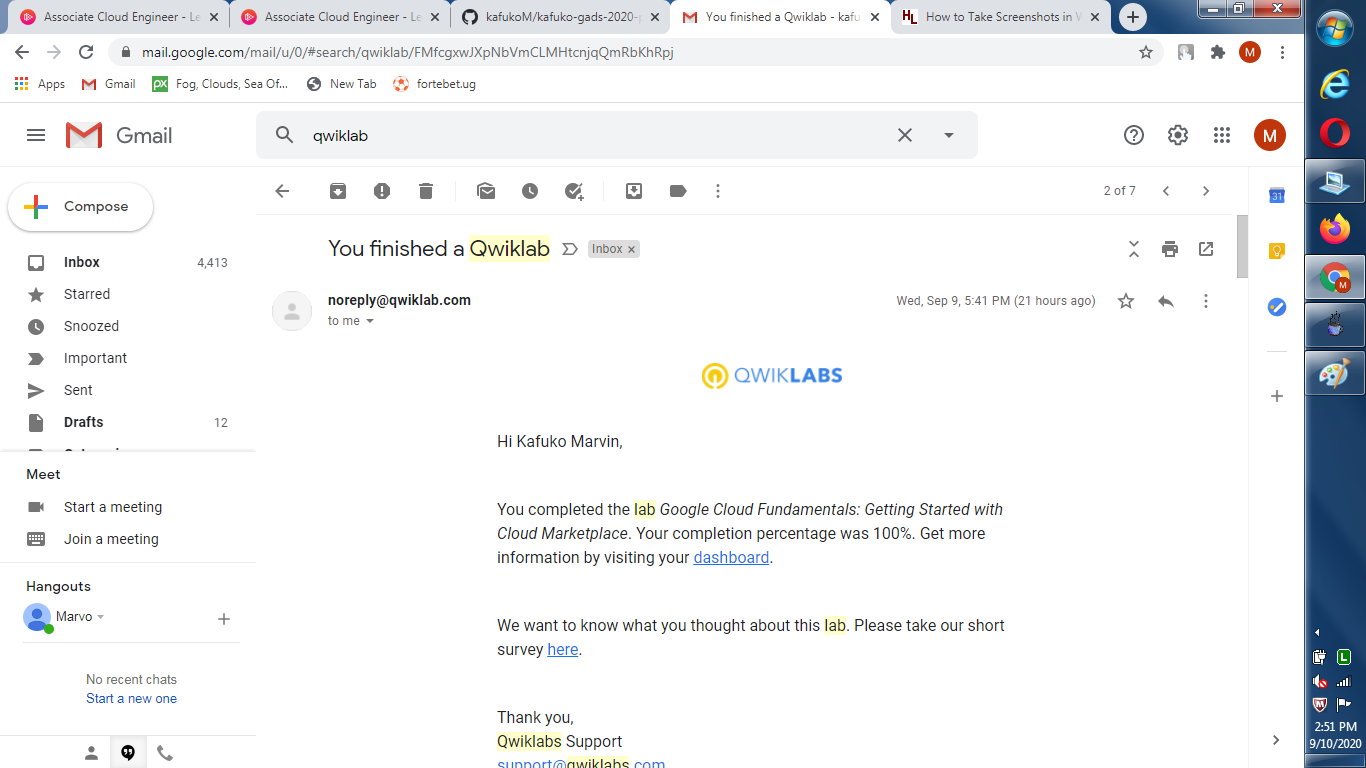 Associate Cloud Engineer - Le
Associate Cloud Engineer - Le
kafukoM/kafuko-gads-2020-p
You finished a Qwiklab - kafu
How to Take Screenshots in W
mail.google.com/mail/u/0/#search/qwiklab/FMfcgxwJXpNbVmCLMHtcnjqQmRbKhRpj
M
Apps
Gmail
px
Fog, Clouds, Sea Of...
New Tab
fortebet.ug
Gmail
qwiklab
M
Compose
2 of 7
31
You finished a Qwiklab
Inbox
Inbox 4,413
Starred
Snoozed
Important
Sent
Drafts 12
noreply@qwiklab.com
Wed, Sep 9, 5:41 PM (21 hours ago)
to me
QWIKLABS
Hi Kafuko Marvin,
You completed the lab Google Cloud Fundamentals: Getting Started with
Cloud Marketplace. Your completion percentage was 100%. Get more
information by visiting your dashboard.
We want to know what you thought about this lab. Please take our short
survey here.
Thank you,
Qwiklabs Support
support@qwiklabs.com
Meet
Start a meeting
Join a meeting
Hangouts
Marvo
No recent chats
Start a new one
M
L
2:51 PM
9/10/2020